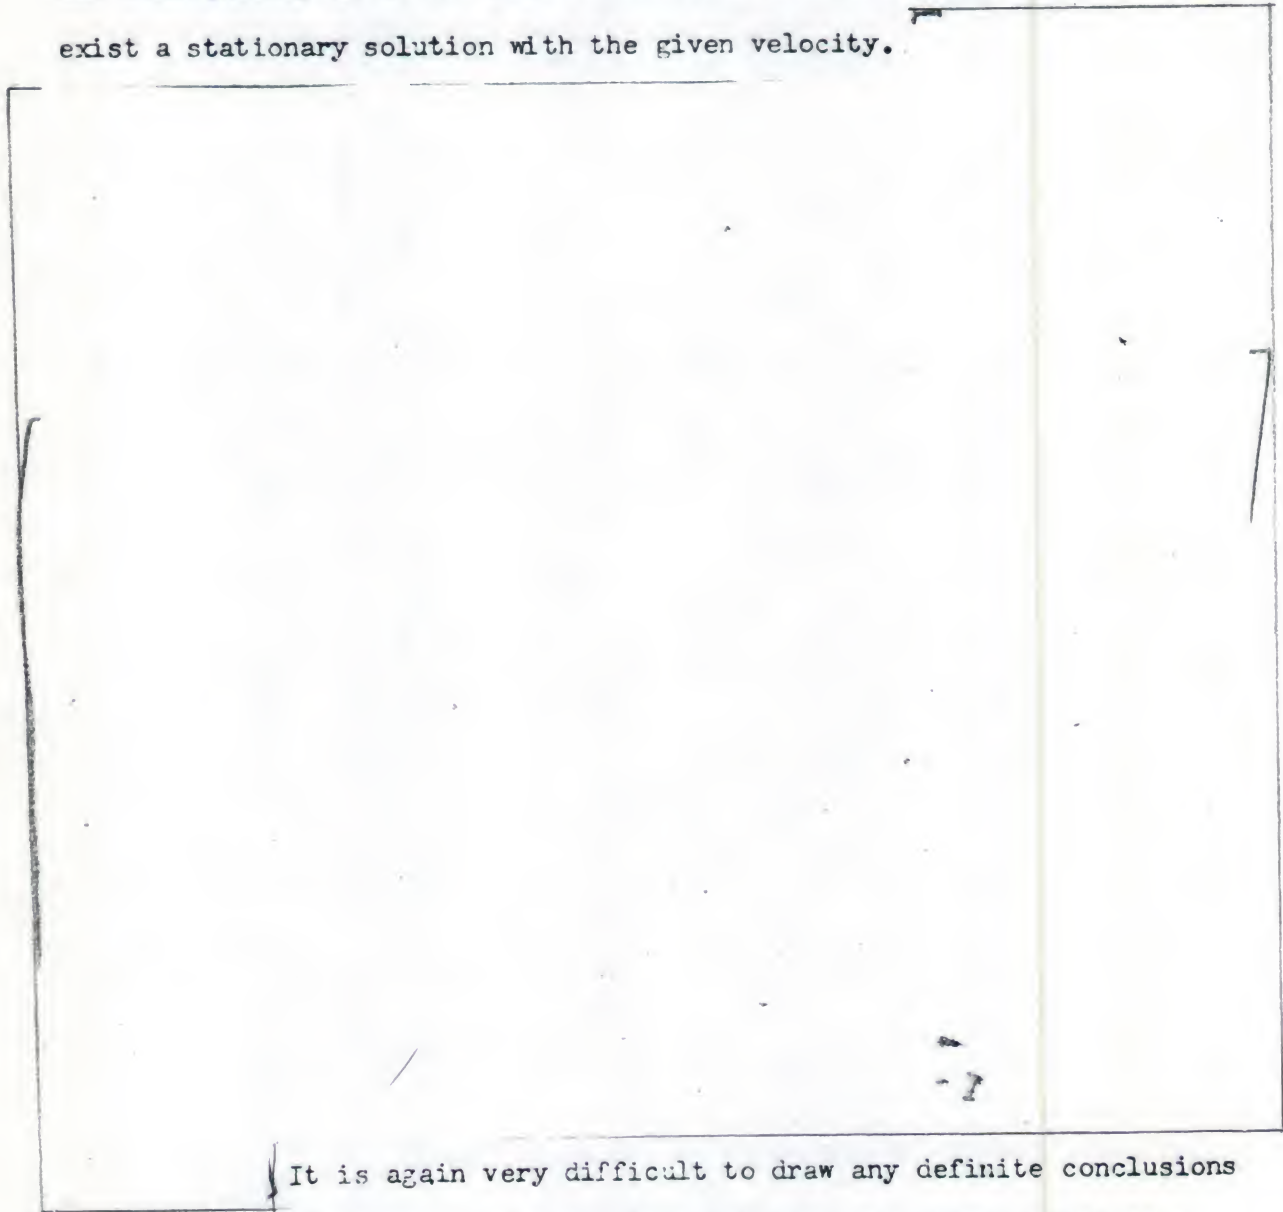 exist a stationary solution with the given velocity.
It is again very difficult to draw any definite conclusions